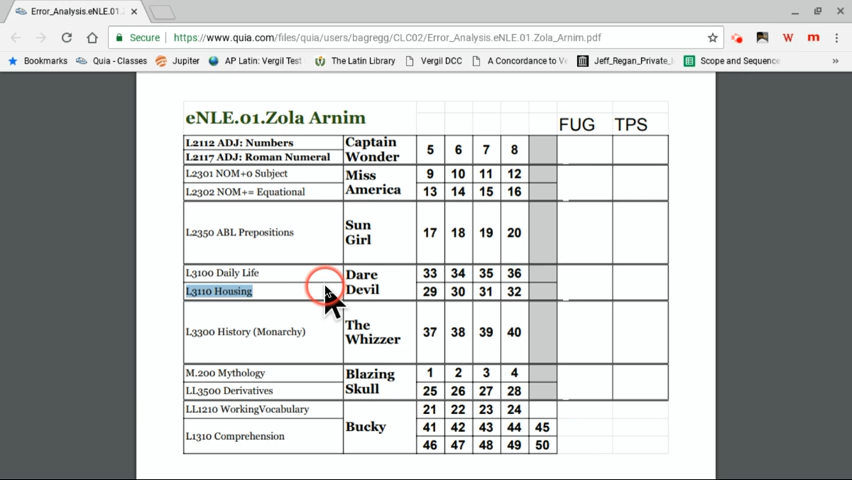 Error_Analysis.eNLE.01.
Secure https://www.quia.com/files/quia/users/bagregg/CLC02/Error_Analysis.eNLE.01.Zola_Arnim.pdf
Bookmarks Quia - Classes Jupiter AP Latin: Vergil Test The Latin Library Vergil DCC A Concordance to Ve Jeff_Regan_Private_ Scope and Sequence »
eNLE.01.Zola Arnim FUG TPS
L2112 ADJ: Numbers
L2117 ADJ: Roman Numeral
Captain Wonder 5 6 7 8
L2301 NOM+0 Subject 9 10 11 12
Miss America
L2302 NOM+= Equational 13 14 15 16
L2350 ABL Prepositions Sun Girl 17 18 19 20
L3100 Daily Life 33 34 35 36
Dare Devil
L3110 Housing 29 30 31 32
L3300 History (Monarchy) The Whizzer 37 38 39 40
M.200 Mythology 1 2 3 4
Blazing Skull
LL3500 Derivatives 25 26 27 28
LL1210 WorkingVocabulary 21 22 23 24
Bucky 41 42 43 44 45
L1310 Comprehension
46 47 48 49 50